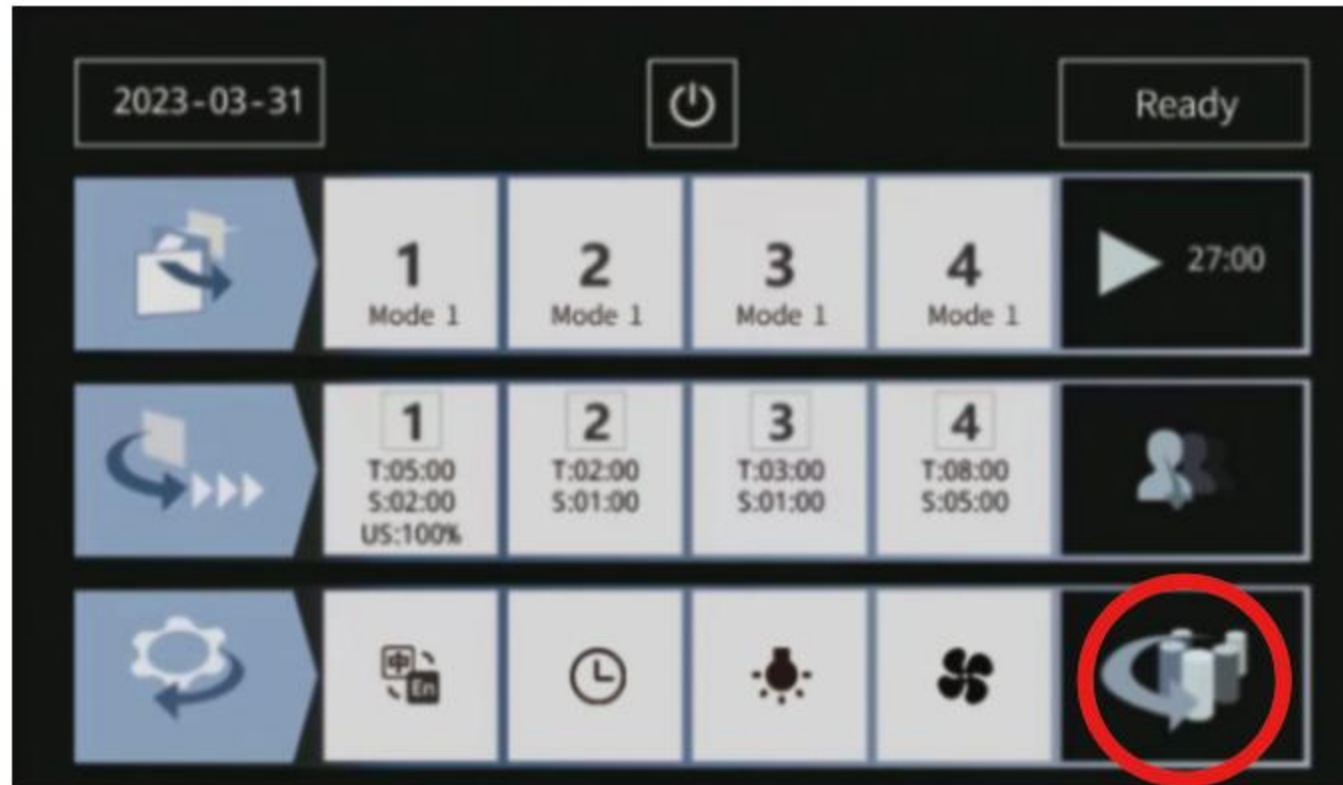 2023-03-31
Ready
1
Mode 1
2
Mode 1
3
Mode 1
4
Mode 1
27:00
1
T:05:00
S:02:00
US:100%
2
T:02:00
S:01:00
3
T:03:00
S:01:00
4
T:08:00
S:05:00
中
En